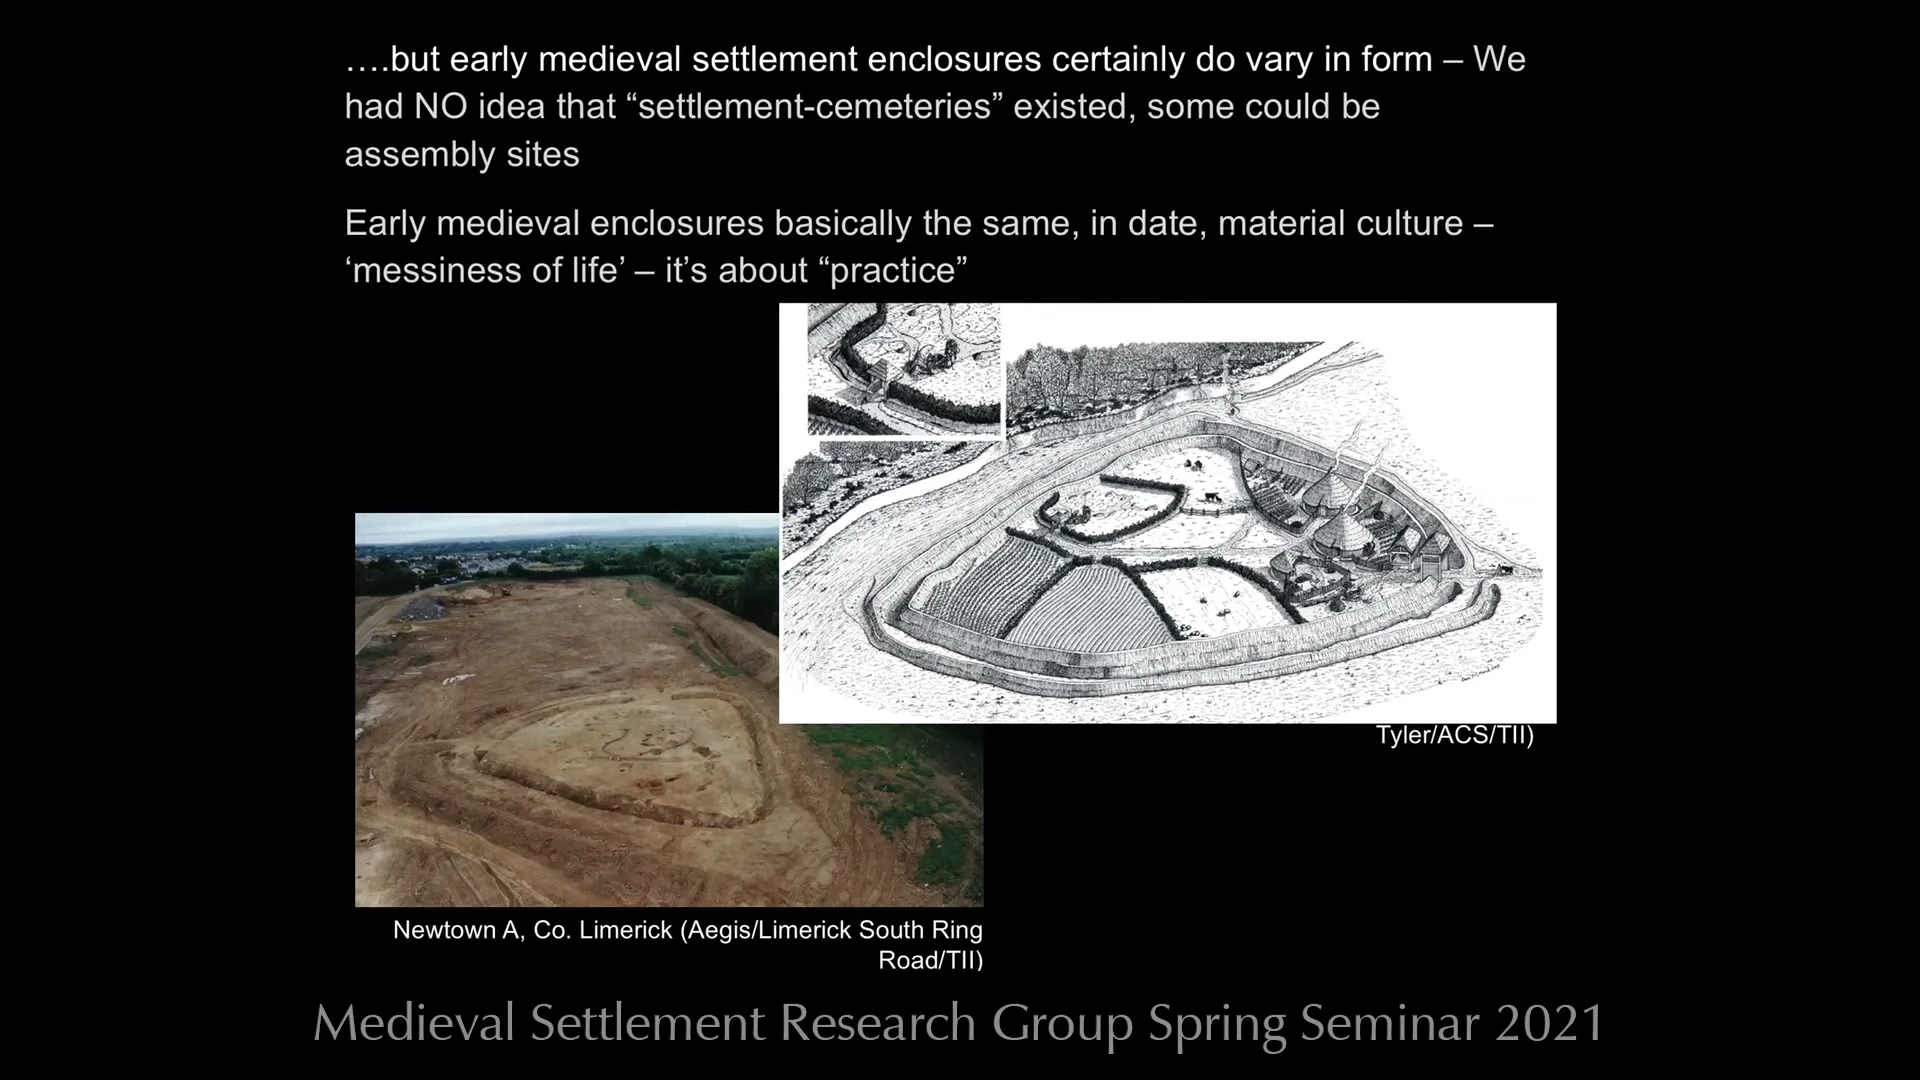 ….but early medieval settlement enclosures certainly do vary in form – We
had NO idea that “settlement-cemeteries” existed, some could be
assembly sites
Early medieval enclosures basically the same, in date, material culture –
‘messiness of life’ – it’s about “practice”
Tyler/ACS/TII)
Newtown A, Co. Limerick (Aegis/Limerick South Ring
Road/TII)
Medieval Settlement Research Group Spring Seminar 2021